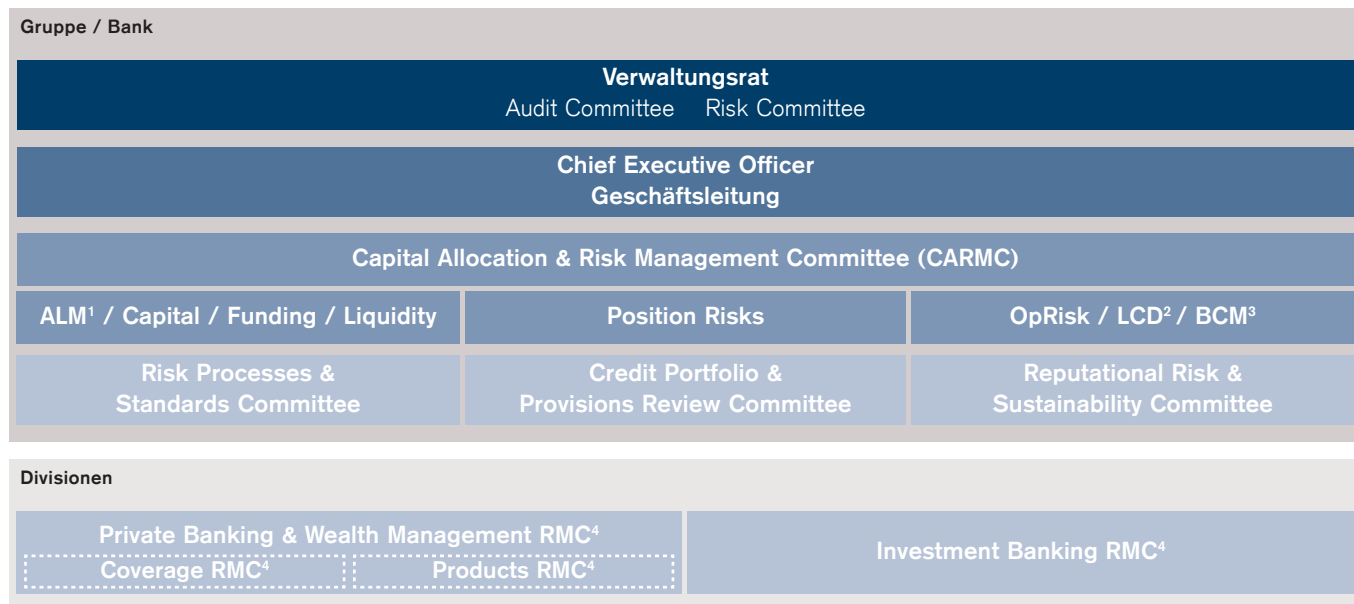 Gruppe / Bank
Verwaltungsrat
Audit Committee Risk Committee
Chief Executive Officer
Geschäftsleitung
Capital Allocation & Risk Management Committee (CARMC)
ALM¹ / Capital / Funding / Liquidity
Position Risks
OpRisk / LCD² / BCM³
Risk Processes &
Standards Committee
Credit Portfolio &
Provisions Review Committee
Reputational Risk &
Sustainability Committee
Divisionen
Private Banking & Wealth Management RMC⁴
Coverage RMC⁴
Products RMC⁴
Investment Banking RMC⁴